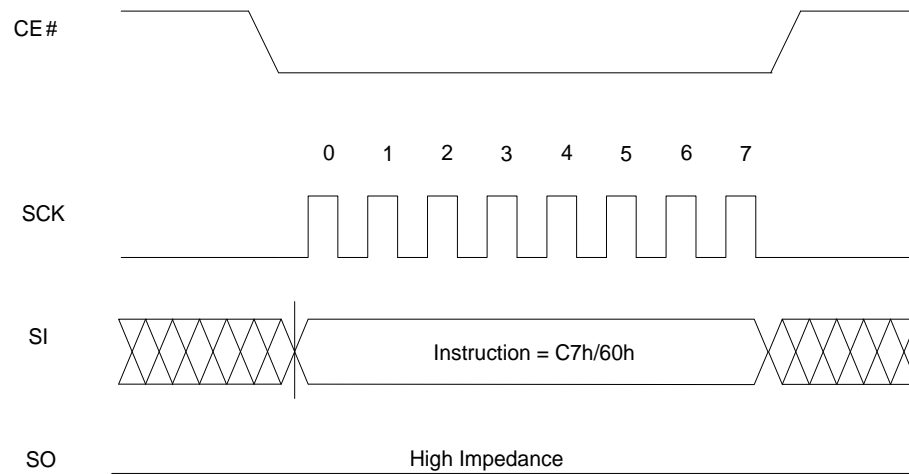 CE#
0 1 2 3 4 5 6 7
SCK
SI
Instruction = C7h/60h
SO
High Impedance